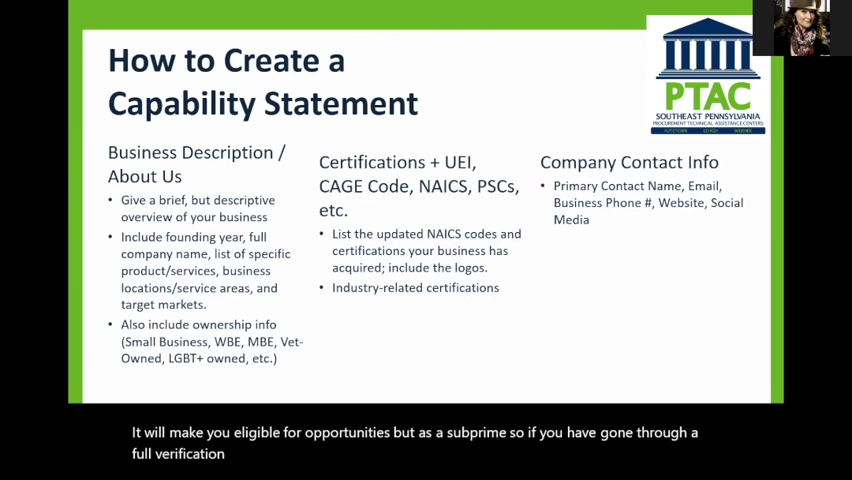 How to Create a
Capability Statement
PTAC
SOUTHEAST PENNSYLVANIA
PROCUREMENT TECHNICAL ASSISTANCE CENTERS
Business Description /
About Us
• Give a brief, but descriptive
overview of your business
• Include founding year, full
company name, list of specific
product/services, business
locations/service areas, and
target markets.
• Also include ownership info
(Small Business, WBE, MBE, Vet-
Owned, LGBT+ owned, etc.)
Certifications + UEI,
CAGE Code, NAICS, PSCs,
etc.
• List the updated NAICS codes and
certifications your business has
acquired; include the logos.
• Industry-related certifications
Company Contact Info
• Primary Contact Name, Email,
Business Phone #, Website, Social
Media
It will make you eligible for opportunities but as a subprime so if you have gone through a
full verification